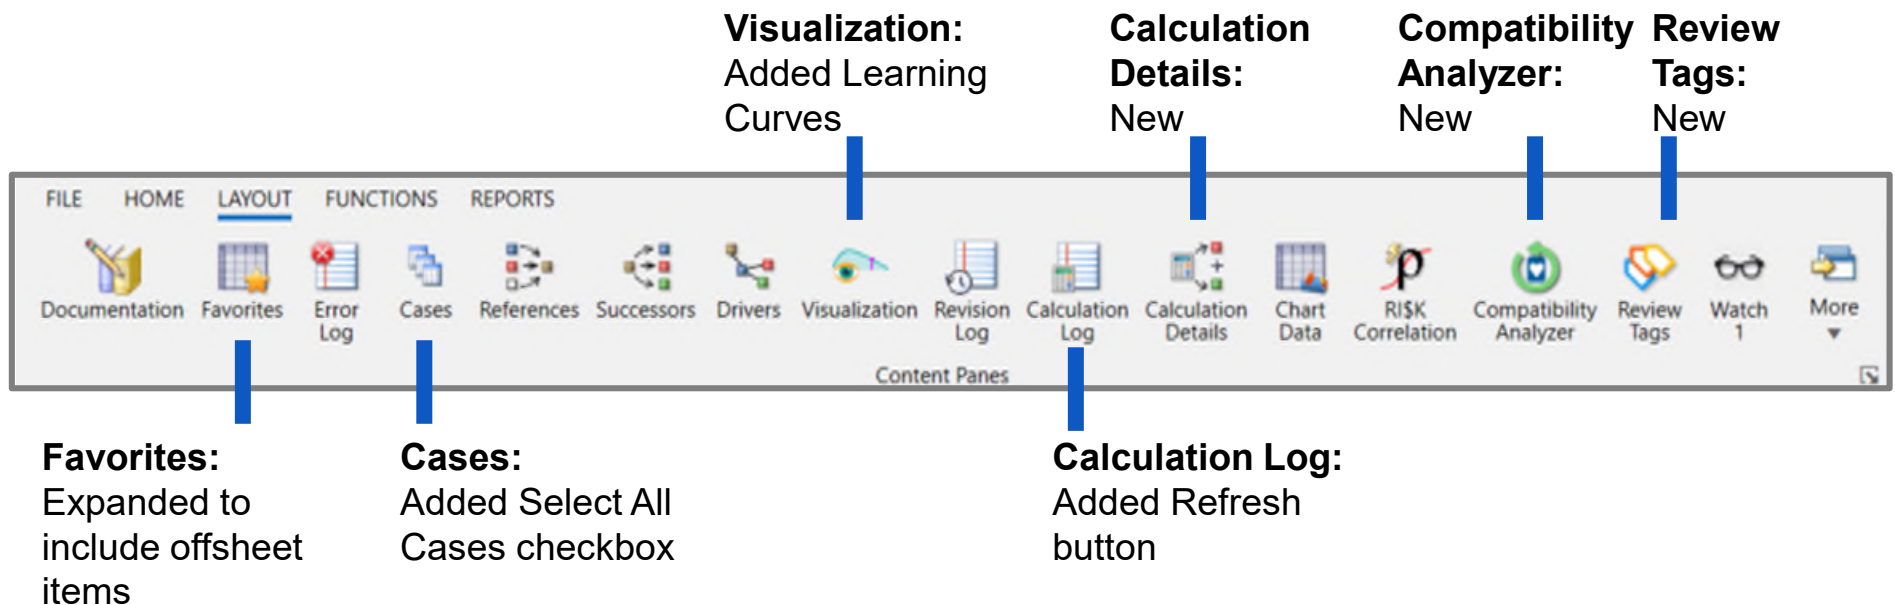 Visualization:
Added Learning
Curves
Calculation
Details:
New
Compatibility
Analyzer:
New
Review
Tags:
New
FILE HOME LAYOUT FUNCTIONS REPORTS
Documentation
Favorites
Error
Log
Cases
References
Successors
Drivers
Visualization
Revision
Log
Calculation
Log
Calculation
Details
Chart
Data
RI$K
Correlation
Compatibility
Analyzer
Review
Tags
Watch
1
More
Content Panes
Favorites:
Expanded to
include offsheet
items
Cases:
Added Select All
Cases checkbox
Calculation Log:
Added Refresh
button